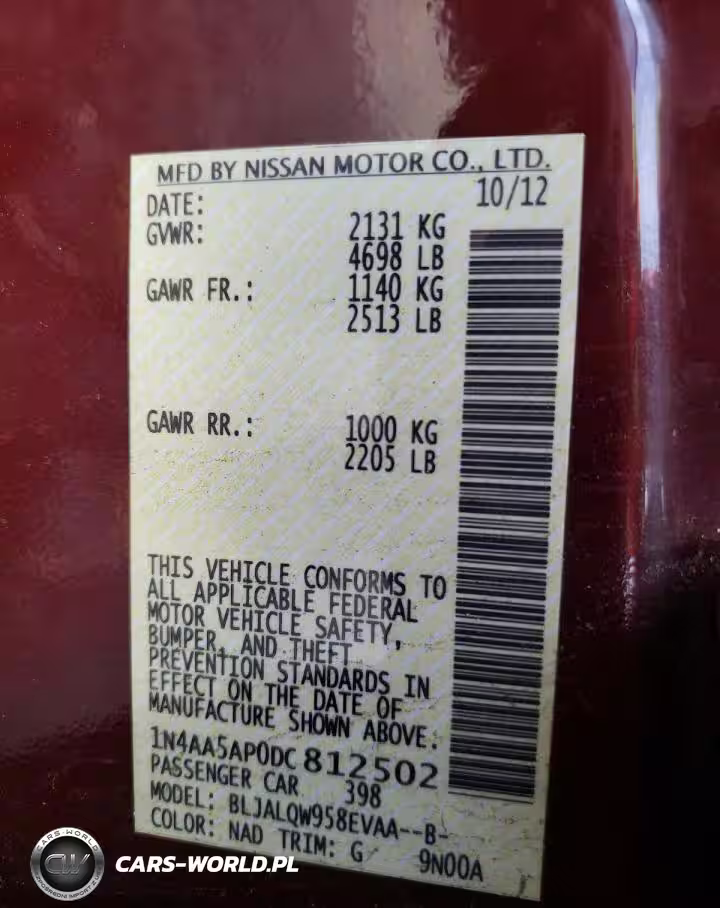 MFD BY NISSAN MOTOR CO., LTD.
DATE: 10/12
GVWR: 2131 KG
4698 LB
GAWR FR.: 1140 KG
2513 LB
GAWR RR.: 1000 KG
2205 LB
THIS VEHICLE CONFORMS TO
ALL APPLICABLE FEDERAL
MOTOR VEHICLE SAFETY,
BUMPER, AND THEFT
PREVENTION STANDARDS IN
EFFECT ON THE DATE OF
MANUFACTURE SHOWN ABOVE.
1N4AA5AP0DC812502
PASSENGER CAR 398
MODEL: BLJALQW958EVAA--B-
COLOR: NAD TRIM: G 9N00A
CARS-WORLD
CW
CARS-WORLD.PL